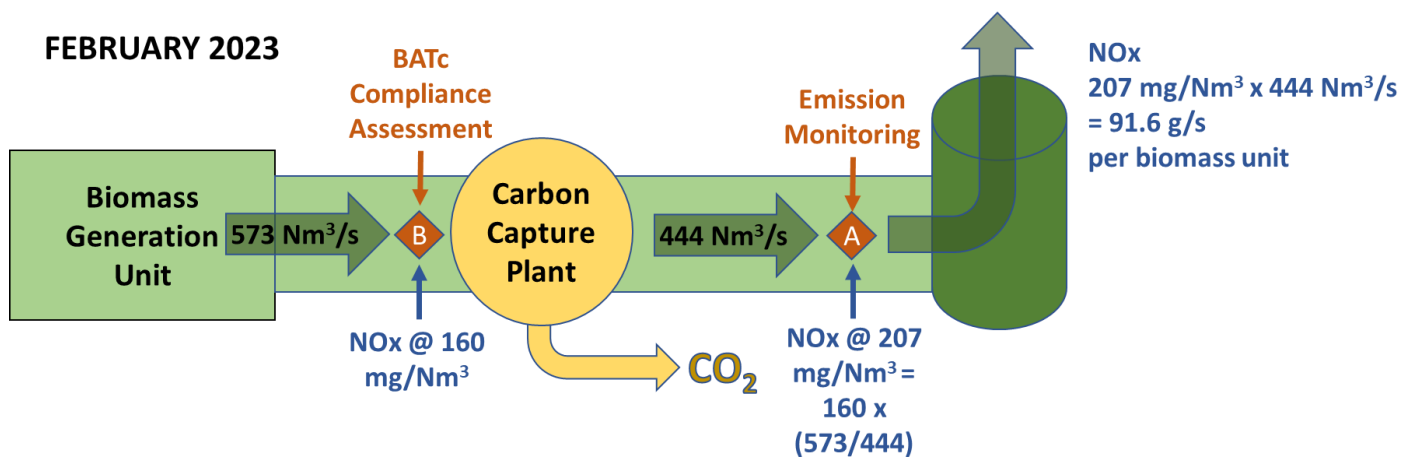 FEBRUARY 2023
BATc
Compliance
Assessment
Emission
Monitoring
NOx
207 mg/Nm³ x 444 Nm³/s
= 91.6 g/s
per biomass unit
Biomass
Generation
Unit
573 Nm³/s
B
Carbon
Capture
Plant
444 Nm³/s
A
NOx @ 160
mg/Nm³
CO₂
NOx @ 207
mg/Nm³ =
160 x
(573/444)